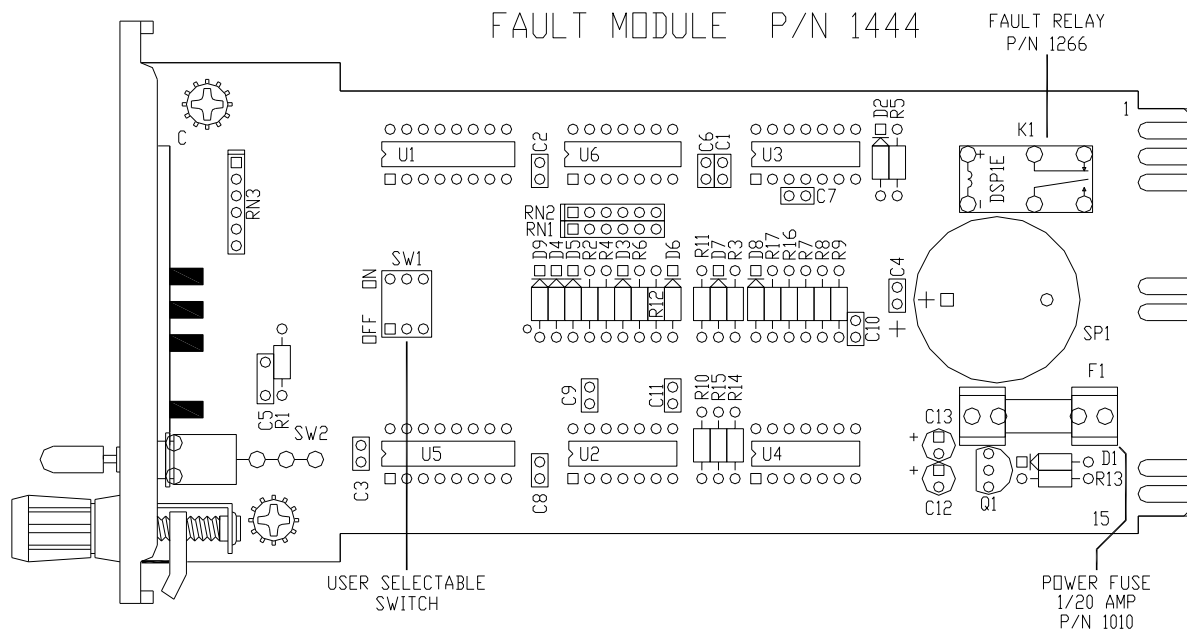 FAULT MODULE P/N 1444
FAULT RELAY
P/N 1266
1
C
D2
R5
K1
C2
C6
C1
U1
U6
U3
+
-
DSP1E
C7
RN3
RN2
RN1
SW1
ON
OFF
D9
D4
D5
R2
R4
D3
R6
R12
D6
R11
D7
R3
D8
R17
R16
R7
R8
R9
C4
+
+
C10
SP1
F1
C5
R1
C9
C11
R10
R15
R14
SW2
U5
U2
U4
C3
C8
C13
+
+
C12
Q1
D1
R13
15
USER SELECTABLE
SWITCH
POWER FUSE
1/20 AMP
P/N 1010